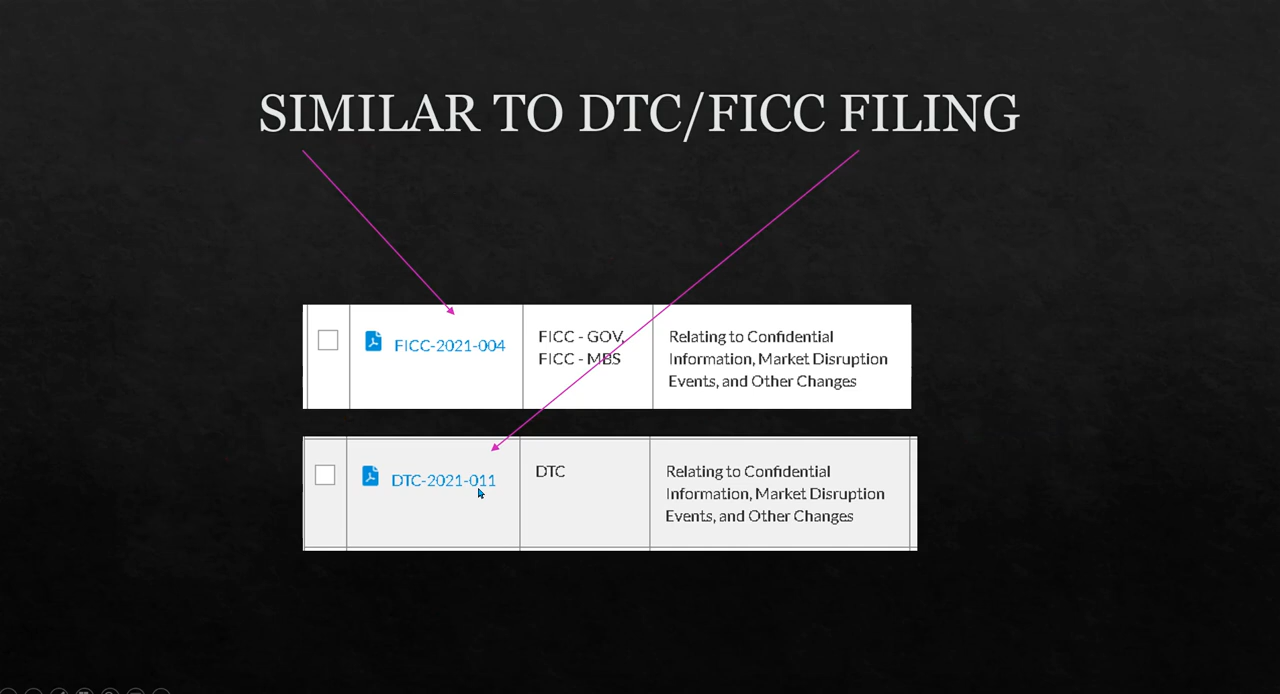 SIMILAR TO DTC/FICC FILING
FICC-2021-004
FICC - GOV,
FICC - MBS
Relating to Confidential
Information, Market Disruption
Events, and Other Changes
DTC-2021-011
DTC
Relating to Confidential
Information, Market Disruption
Events, and Other Changes